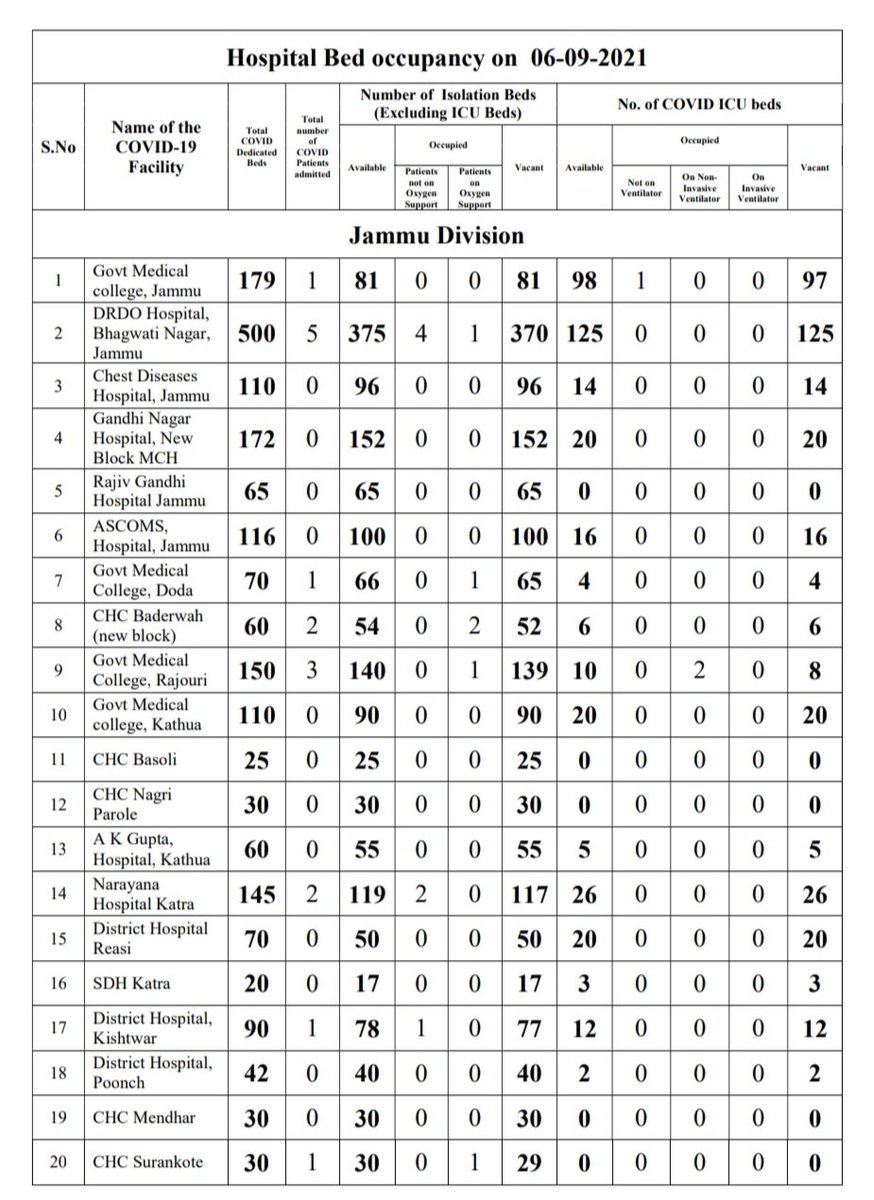 Hospital Bed occupancy on 06-09-2021
S.No
Name of the
COVID-19
Facility
Total
COVID
Dedicated
Beds
Total
number
of
COVID
Patients
admitted
Number of Isolation Beds
(Excluding ICU Beds)
No. of COVID ICU beds
Available
Occupied
Patients
not on
Oxygen
Support
Patients
on
Oxygen
Support
Vacant
Available
Occupied
Not on
Ventilator
On Non-
Invasive
Ventilator
On
Invasive
Ventilator
Vacant
Jammu Division
1 Govt Medical
college, Jammu 179 1 81 0 0 81 98 1 0 0 97
2 DRDO Hospital,
Bhagwati Nagar,
Jammu 500 5 375 4 1 370 125 0 0 0 125
3 Chest Diseases
Hospital, Jammu 110 0 96 0 0 96 14 0 0 0 14
4 Gandhi Nagar
Hospital, New
Block MCH 172 0 152 0 0 152 20 0 0 0 20
5 Rajiv Gandhi
Hospital Jammu 65 0 65 0 0 65 0 0 0 0 0
6 ASCOMS,
Hospital, Jammu 116 0 100 0 0 100 16 0 0 0 16
7 Govt Medical
College, Doda 70 1 66 0 1 65 4 0 0 0 4
8 CHC Baderwah
(new block) 60 2 54 0 2 52 6 0 0 0 6
9 Govt Medical
College, Rajouri 150 3 140 0 1 139 10 0 2 0 8
10 Govt Medical
college, Kathua 110 0 90 0 0 90 20 0 0 0 20
11 CHC Basoli 25 0 25 0 0 25 0 0 0 0 0
12 CHC Nagri
Parole 30 0 30 0 0 30 0 0 0 0 0
13 A K Gupta,
Hospital, Kathua 60 0 55 0 0 55 5 0 0 0 5
14 Narayana
Hospital Katra 145 2 119 2 0 117 26 0 0 0 26
15 District Hospital
Reasi 70 0 50 0 0 50 20 0 0 0 20
16 SDH Katra 20 0 17 0 0 17 3 0 0 0 3
17 District Hospital,
Kishtwar 90 1 78 1 0 77 12 0 0 0 12
18 District Hospital,
Poonch 42 0 40 0 0 40 2 0 0 0 2
19 CHC Mendhar 30 0 30 0 0 30 0 0 0 0 0
20 CHC Surankote 30 1 30 0 1 29 0 0 0 0 0